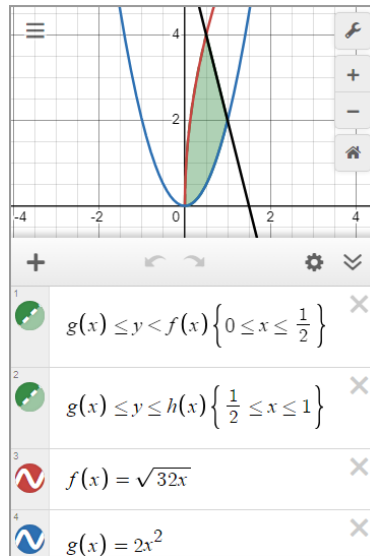 4
2
-4 -2 0 2 4
+
−
+
1
g(x) ≤ y < f(x) {0 ≤ x ≤ 1/2}
2
g(x) ≤ y ≤ h(x) {1/2 ≤ x ≤ 1}
3
f(x) = √(32x)
4
g(x) = 2x²